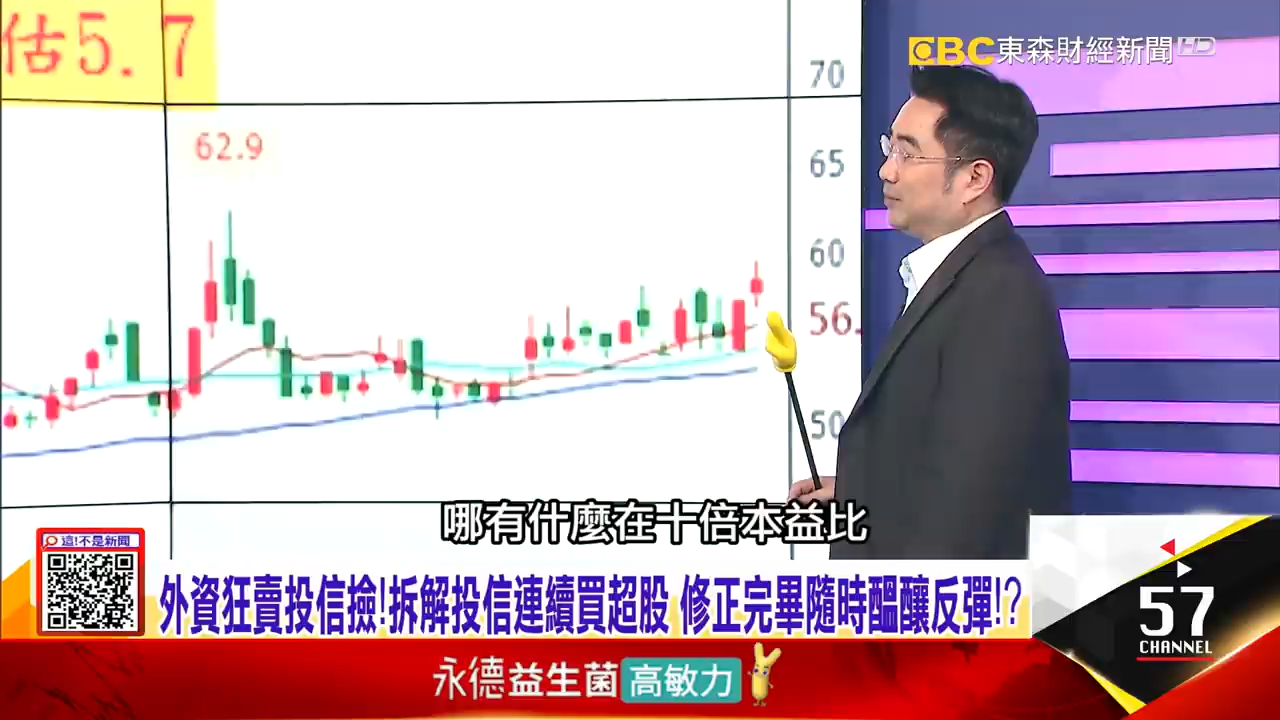 估5.7
EBC東森財經新聞HD
70
62.9
65
60
56.
50
哪有什麼在十倍本益比
這!不是新聞
外資狂賣投信撿!拆解投信連續買超股 修正完畢隨時醞釀反彈!?
57
CHANNEL
永德益生菌 高敏力